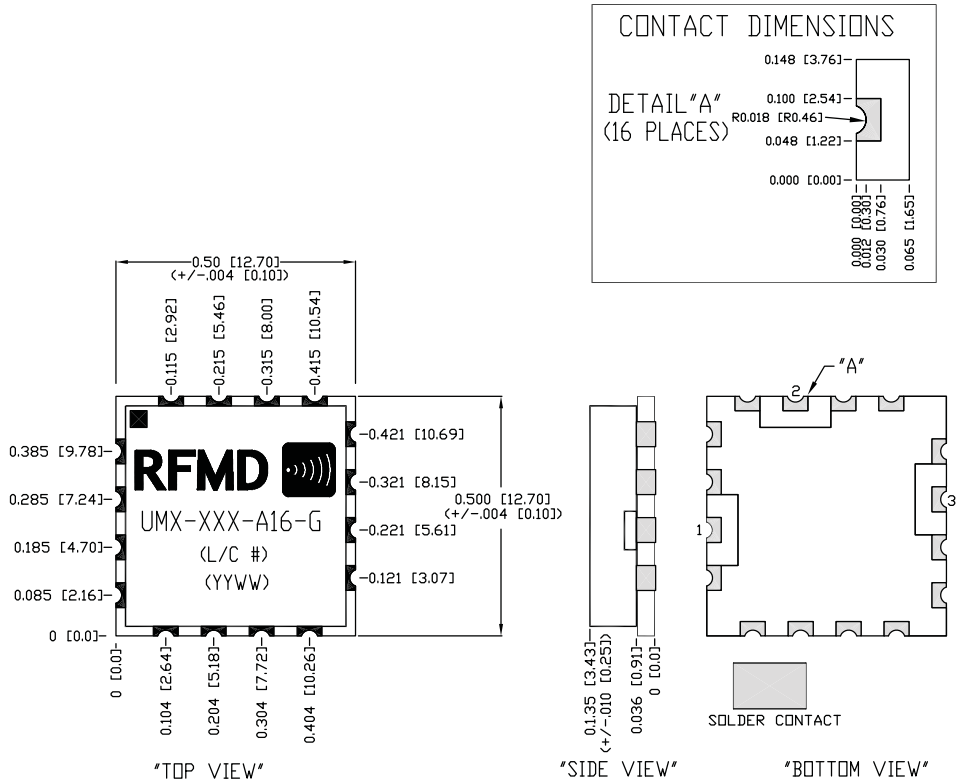 CONTACT DIMENSIONS
0.148 [3.76]
DETAIL "A"
(16 PLACES)
0.100 [2.54]
R0.018 [R0.46]
0.048 [1.22]
0.000 [0.00]
0.000 [0.00]
0.012 [0.30]
0.030 [0.76]
0.065 [1.65]
0.50 [12.70]
(+/-.004 [0.10])
0.115 [2.92]
0.215 [5.46]
0.315 [8.00]
0.415 [10.54]
0.385 [9.78]
0.285 [7.24]
0.185 [4.70]
0.085 [2.16]
0 [0.0]
RFMD
UMX-XXX-A16-G
(L/C #)
(YYWW)
0.421 [10.69]
0.321 [8.15]
0.221 [5.61]
0.121 [3.07]
0.500 [12.70]
(+/-.004 [0.10])
0 [0.0]
0.104 [2.64]
0.204 [5.18]
0.304 [7.72]
0.404 [10.26]
"TOP VIEW"
0.1.35 [3.43]
(+/-.010 [0.25])
0.036 [0.91]
0 [0.0]
"SIDE VIEW"
"A"
2
1
3
SOLDER CONTACT
"BOTTOM VIEW"